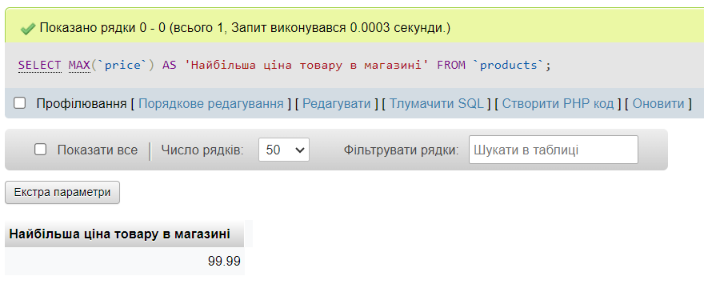 Показано рядки 0 - 0 (всього 1, Запит виконувався 0.0003 секунди.)
SELECT MAX(`price`) AS 'Найбільша ціна товару в магазині' FROM `products`;
Профілювання [ Порядкове редагування ] [ Редагувати ] [ Тлумачити SQL ] [ Створити PHP код ] [ Оновити ]
Показати все Число рядків: 50 Фільтрувати рядки: Шукати в таблиці
Екстра параметри
Найбільша ціна товару в магазині
99.99